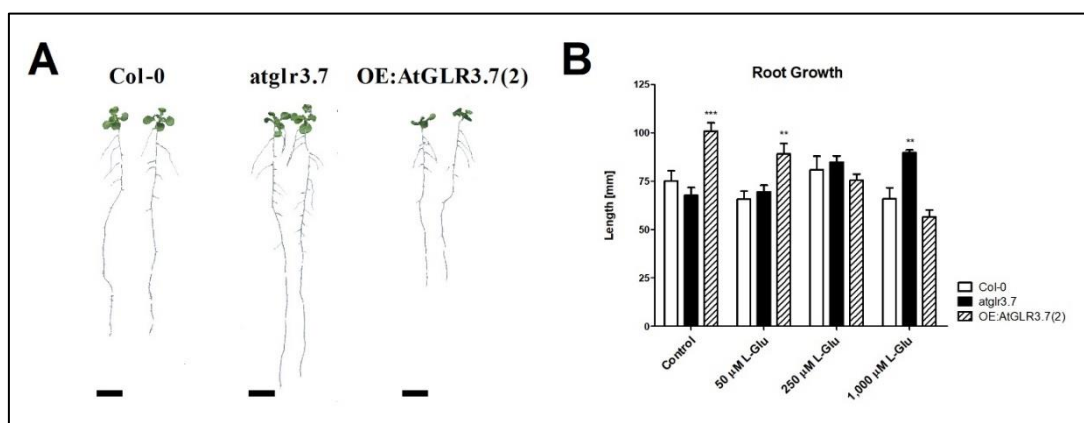 A
Col-0 atglr3.7 OE:AtGLR3.7(2)
B
Root Growth
Length [mm]
125
100
75
50
25
0
***
**
**
Control
50 μM L-Glu
250 μM L-Glu
1,000 μM L-Glu
Col-0
atglr3.7
OE:AtGLR3.7(2)